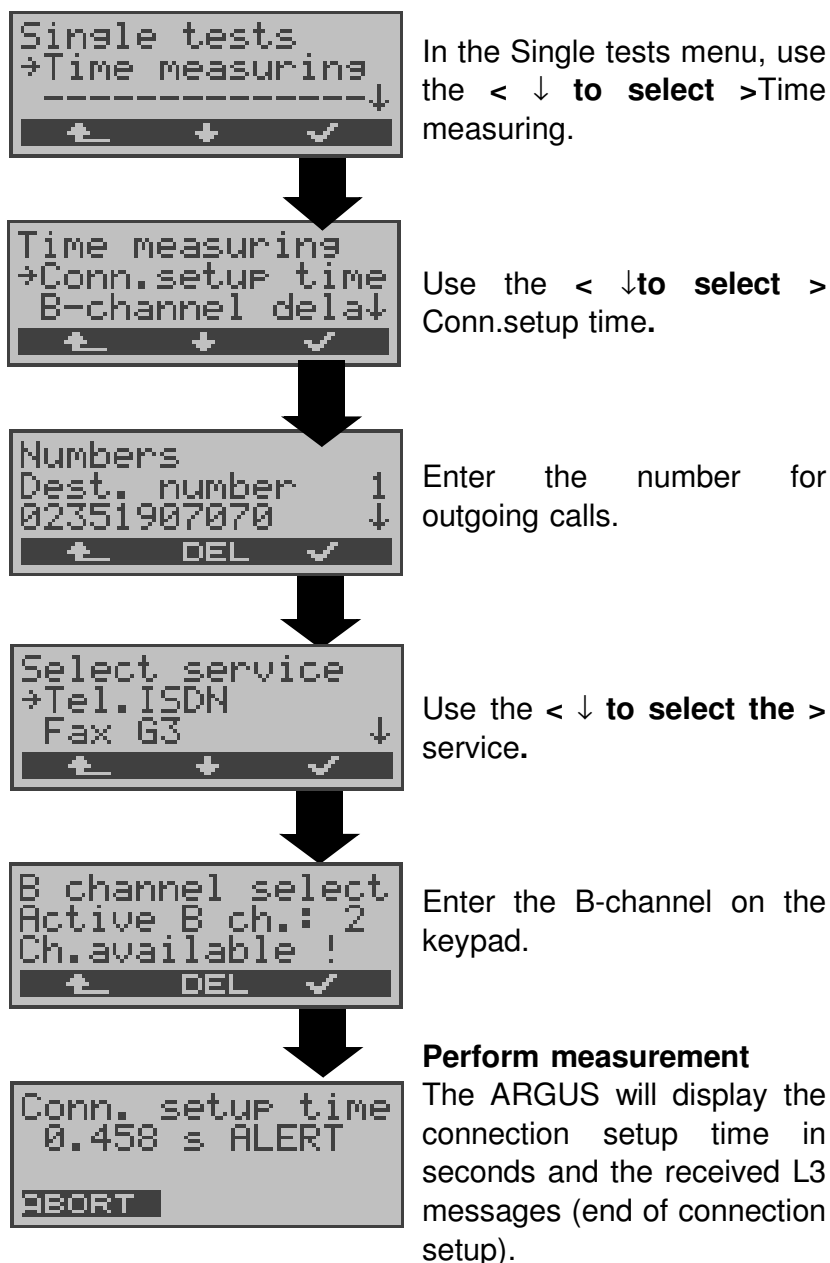 Single tests
→Time measuring
----------------↓
✓
In the Single tests menu, use
the < ↓ to select >Time
measuring.
Time measuring
→Conn.setup time
B-channel dela↓
✓
Use the < ↓to select >
Conn.setup time.
Numbers
Dest. number 1
02351907070 ↓
DEL ✓
Enter the number for
outgoing calls.
Select service
→Tel.ISDN
Fax G3 ↓
✓
Use the < ↓ to select the >
service.
B channel select
Active B ch.: 2
Ch.available !
DEL ✓
Enter the B-channel on the
keypad.
Conn. setup time
0.458 s ALERT
ABORT
Perform measurement
The ARGUS will display the
connection setup time in
seconds and the received L3
messages (end of connection
setup).